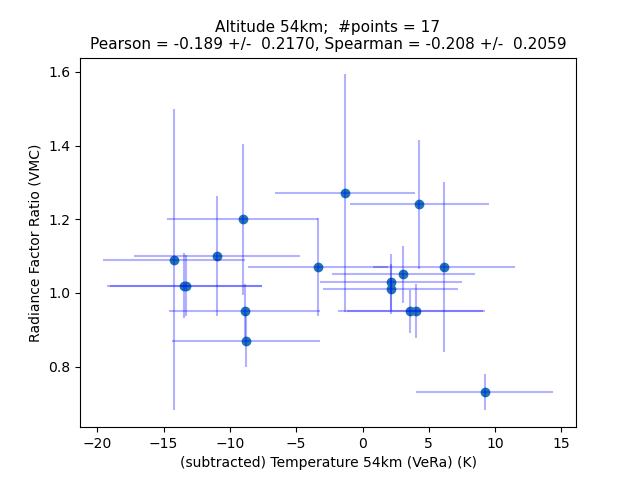 Altitude 54km;  #points = 17
Pearson = -0.189 +/-  0.2170, Spearman = -0.208 +/-  0.2059
1.6
1.4
1.2
1.0
0.8
Radiance Factor Ratio (VMC)
−20 −15 −10 −5 0 5 10 15
(subtracted) Temperature 54km (VeRa) (K)